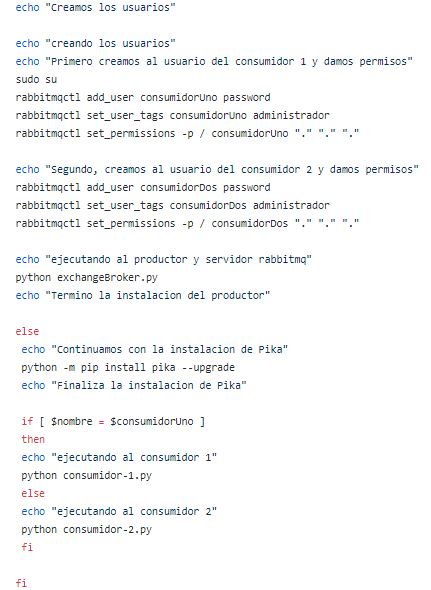 echo "Creamos los usuarios"
echo "creando los usuarios"
echo "Primero creamos al usuario del consumidor 1 y damos permisos"
sudo su
rabbitmqctl add_user consumidorUno password
rabbitmqctl set_user_tags consumidorUno administrador
rabbitmqctl set_permissions -p / consumidorUno "." "." "."
echo "Segundo, creamos al usuario del consumidor 2 y damos permisos"
rabbitmqctl add_user consumidorDos password
rabbitmqctl set_user_tags consumidorDos administrador
rabbitmqctl set_permissions -p / consumidorDos "." "." "."
echo "ejecutando al productor y servidor rabbitmq"
python exchangeBroker.py
echo "Termino la instalacion del productor"
else
echo "Continuamos con la instalacion de Pika"
python -m pip install pika --upgrade
echo "Finaliza la instalacion de Pika"
if [ $nombre = $consumidorUno ]
then
echo "ejecutando al consumidor 1"
python consumidor-1.py
else
echo "ejecutando al consumidor 2"
python consumidor-2.py
fi
fi